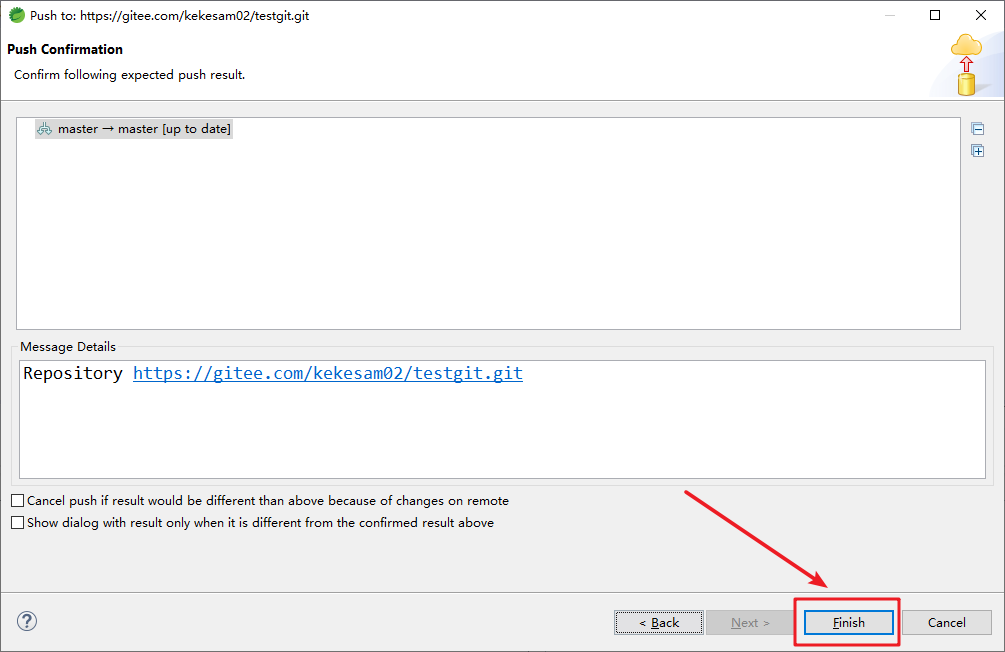 Push to: https://gitee.com/kekesam02/testgit.git
Push Confirmation
Confirm following expected push result.
master → master [up to date]
Message Details
Repository https://gitee.com/kekesam02/testgit.git
Cancel push if result would be different than above because of changes on remote
Show dialog with result only when it is different from the confirmed result above
? < Back Next > Finish Cancel